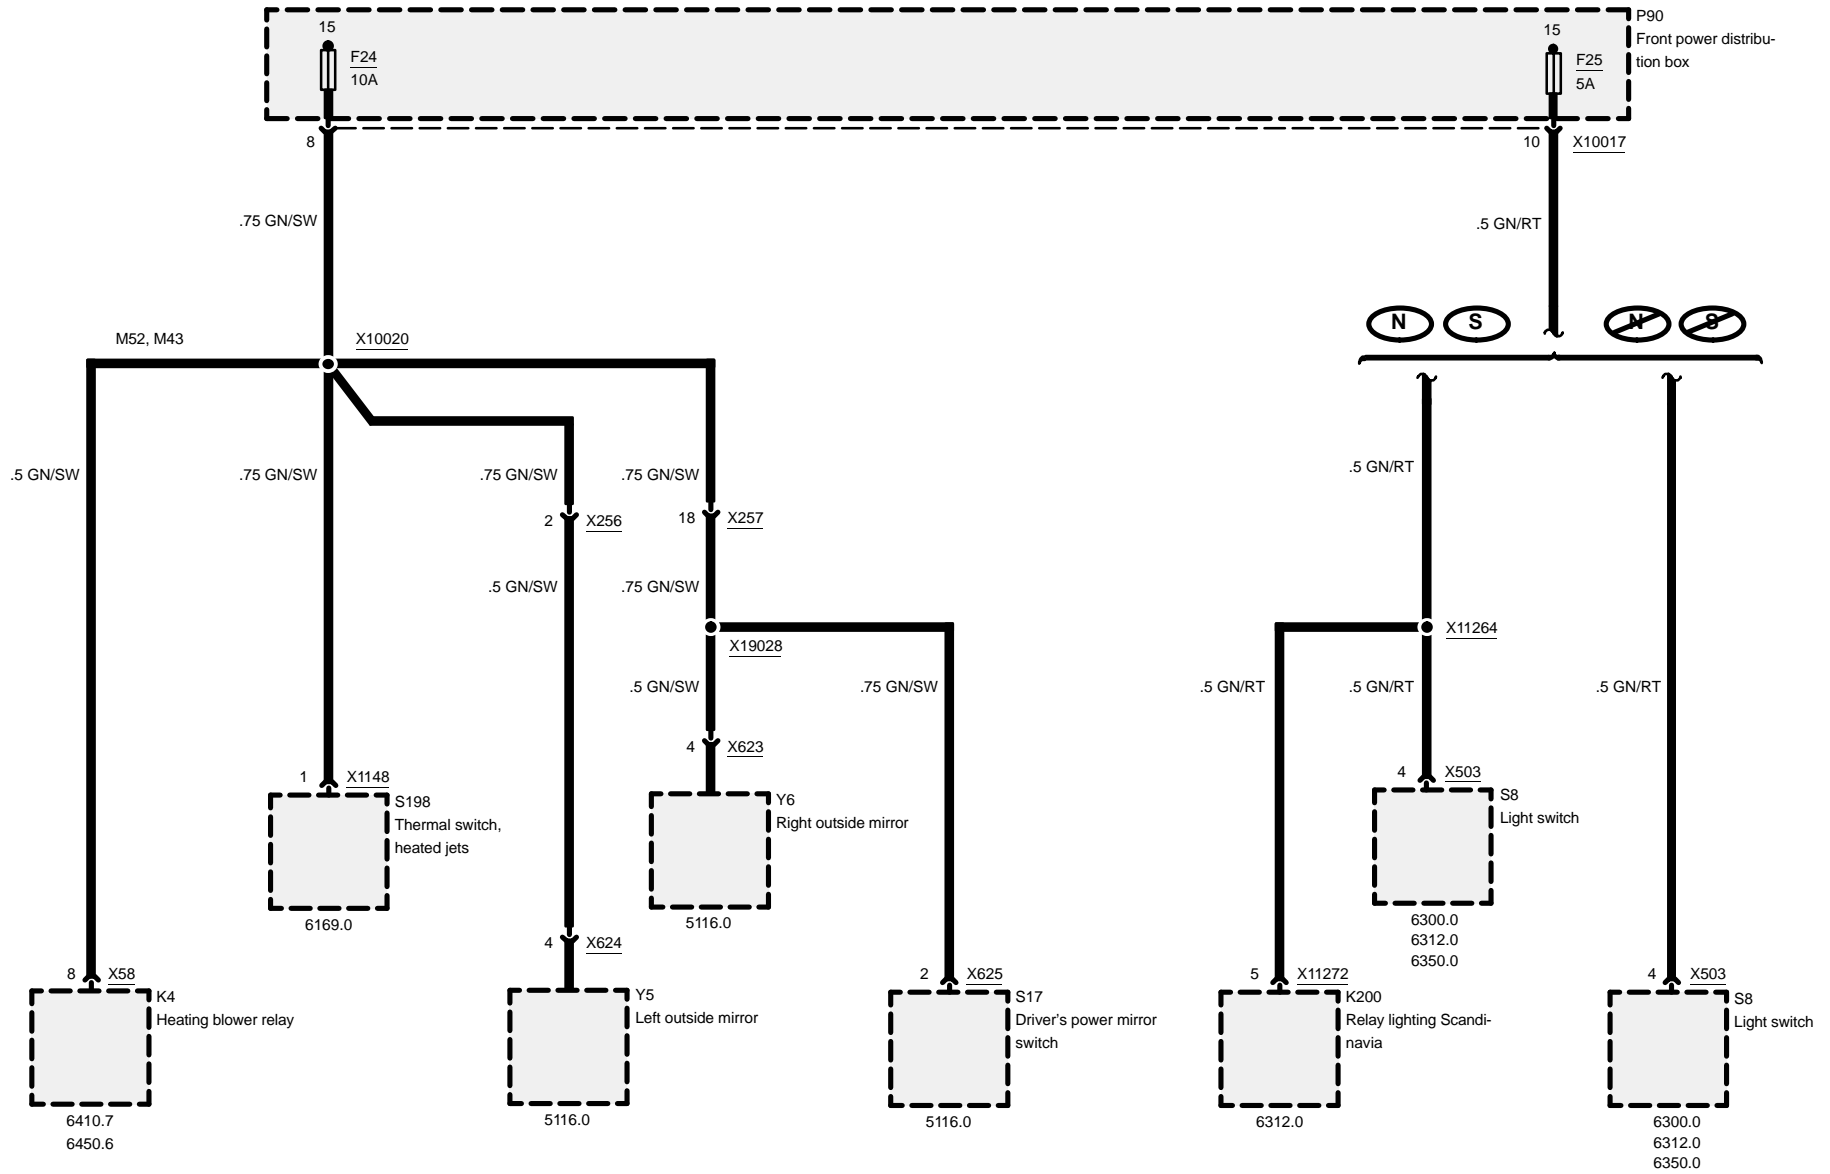 P90
Front power distribu-
tion box
15
F24
10A
15
F25
5A
8
10
X10017
.75 GN/SW
.5 GN/RT
N
S
N
S
M52, M43
X10020
.5 GN/SW
.75 GN/SW
.75 GN/SW
.75 GN/SW
.5 GN/RT
2
X256
18
X257
.5 GN/SW
.75 GN/SW
X19028
X11264
.5 GN/SW
.75 GN/SW
.5 GN/RT
.5 GN/RT
.5 GN/RT
4
X623
1
X1148
4
X503
S198
Thermal switch,
heated jets
6169.0
Y6
Right outside mirror
5116.0
S8
Light switch
6300.0
6312.0
6350.0
4
X624
8
X58
2
X625
5
X11272
4
X503
K4
Heating blower relay
6410.7
6450.6
Y5
Left outside mirror
5116.0
S17
Driver's power mirror
switch
5116.0
K200
Relay lighting Scandi-
navia
6312.0
S8
Light switch
6300.0
6312.0
6350.0